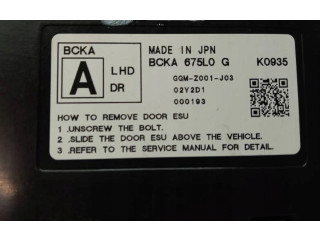 BCKA
A LHD
DR
MADE IN JPN
BCKA 675L0 G K0935
GGM-Z001-J03
02Y2D1
000193
HOW TO REMOVE DOOR ESU
1 .UNSCREW THE BOLT.
2 .SLIDE THE DOOR ESU ABOVE THE VEHICLE.
3 .REFER TO THE SERVICE MANUAL FOR DETAIL.